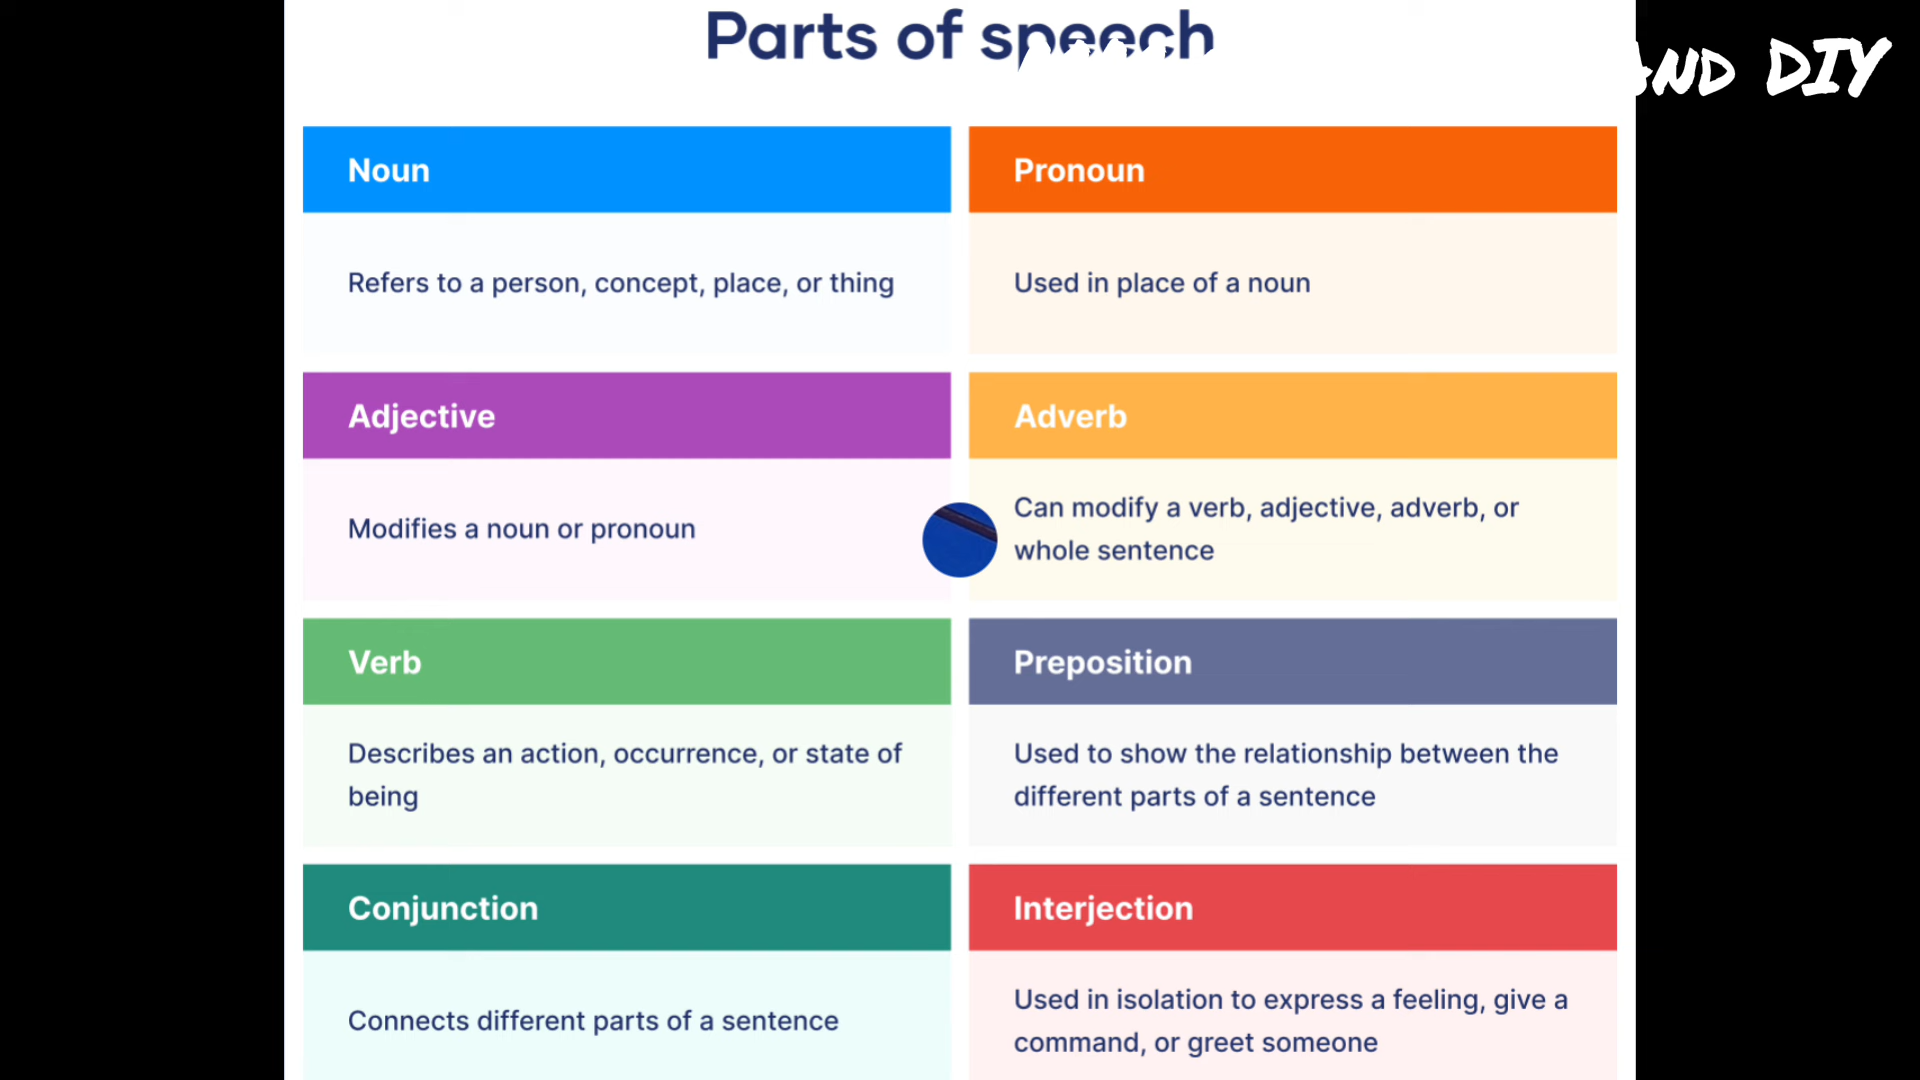 Parts of speech
AND DIY
Noun
Pronoun
Refers to a person, concept, place, or thing
Used in place of a noun
Adjective
Adverb
Modifies a noun or pronoun
Can modify a verb, adjective, adverb, or
whole sentence
Verb
Preposition
Describes an action, occurrence, or state of
being
Used to show the relationship between the
different parts of a sentence
Conjunction
Interjection
Connects different parts of a sentence
Used in isolation to express a feeling, give a
command, or greet someone